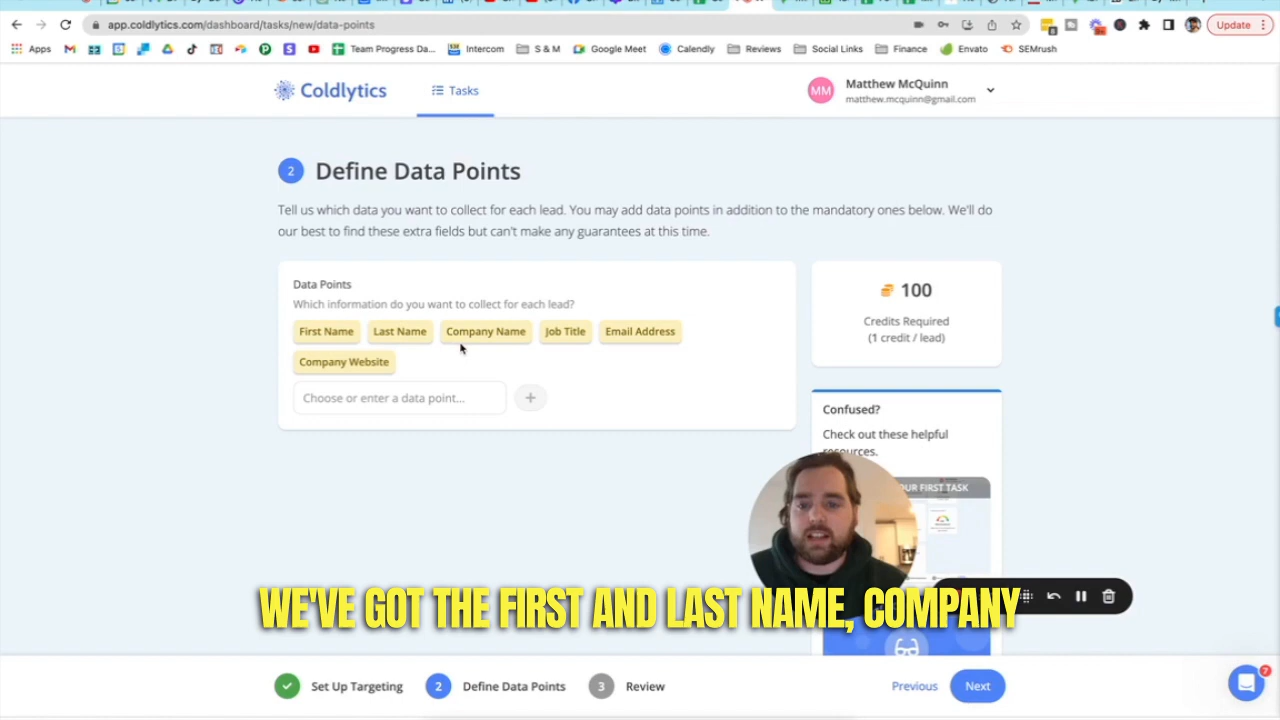 app.coldlytics.com/dashboard/tasks/new/data-points
Update
Apps
Team Progress Da...
Intercom
S & M
Google Meet
Calendly
Reviews
Social Links
Finance
Envato
SEMrush
Coldlytics
Tasks
MM
Matthew McQuinn
matthew.mcquinn@gmail.com
2
Define Data Points
Tell us which data you want to collect for each lead. You may add data points in addition to the mandatory ones below. We'll do
our best to find these extra fields but can't make any guarantees at this time.
Data Points
Which information do you want to collect for each lead?
First Name
Last Name
Company Name
Job Title
Email Address
Company Website
Choose or enter a data point...
+
100
Credits Required
(1 credit / lead)
Confused?
Check out these helpful
resources.
OUR FIRST TASK
WE'VE GOT THE FIRST AND LAST NAME, COMPANY
Set Up Targeting
2
Define Data Points
3
Review
Previous
Next
7